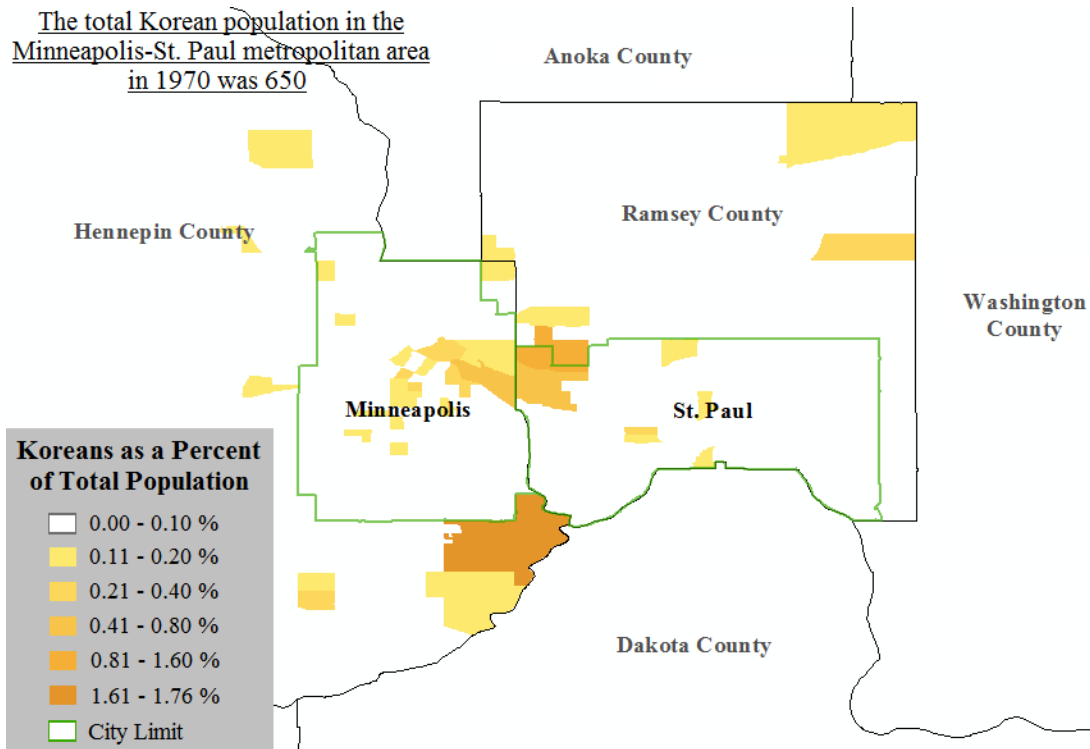 The total Korean population in the
Minneapolis-St. Paul metropolitan area
in 1970 was 650
Anoka County
Hennepin County
Ramsey County
Washington
County
Minneapolis
St. Paul
Dakota County
Koreans as a Percent
of Total Population
0.00 - 0.10 %
0.11 - 0.20 %
0.21 - 0.40 %
0.41 - 0.80 %
0.81 - 1.60 %
1.61 - 1.76 %
City Limit